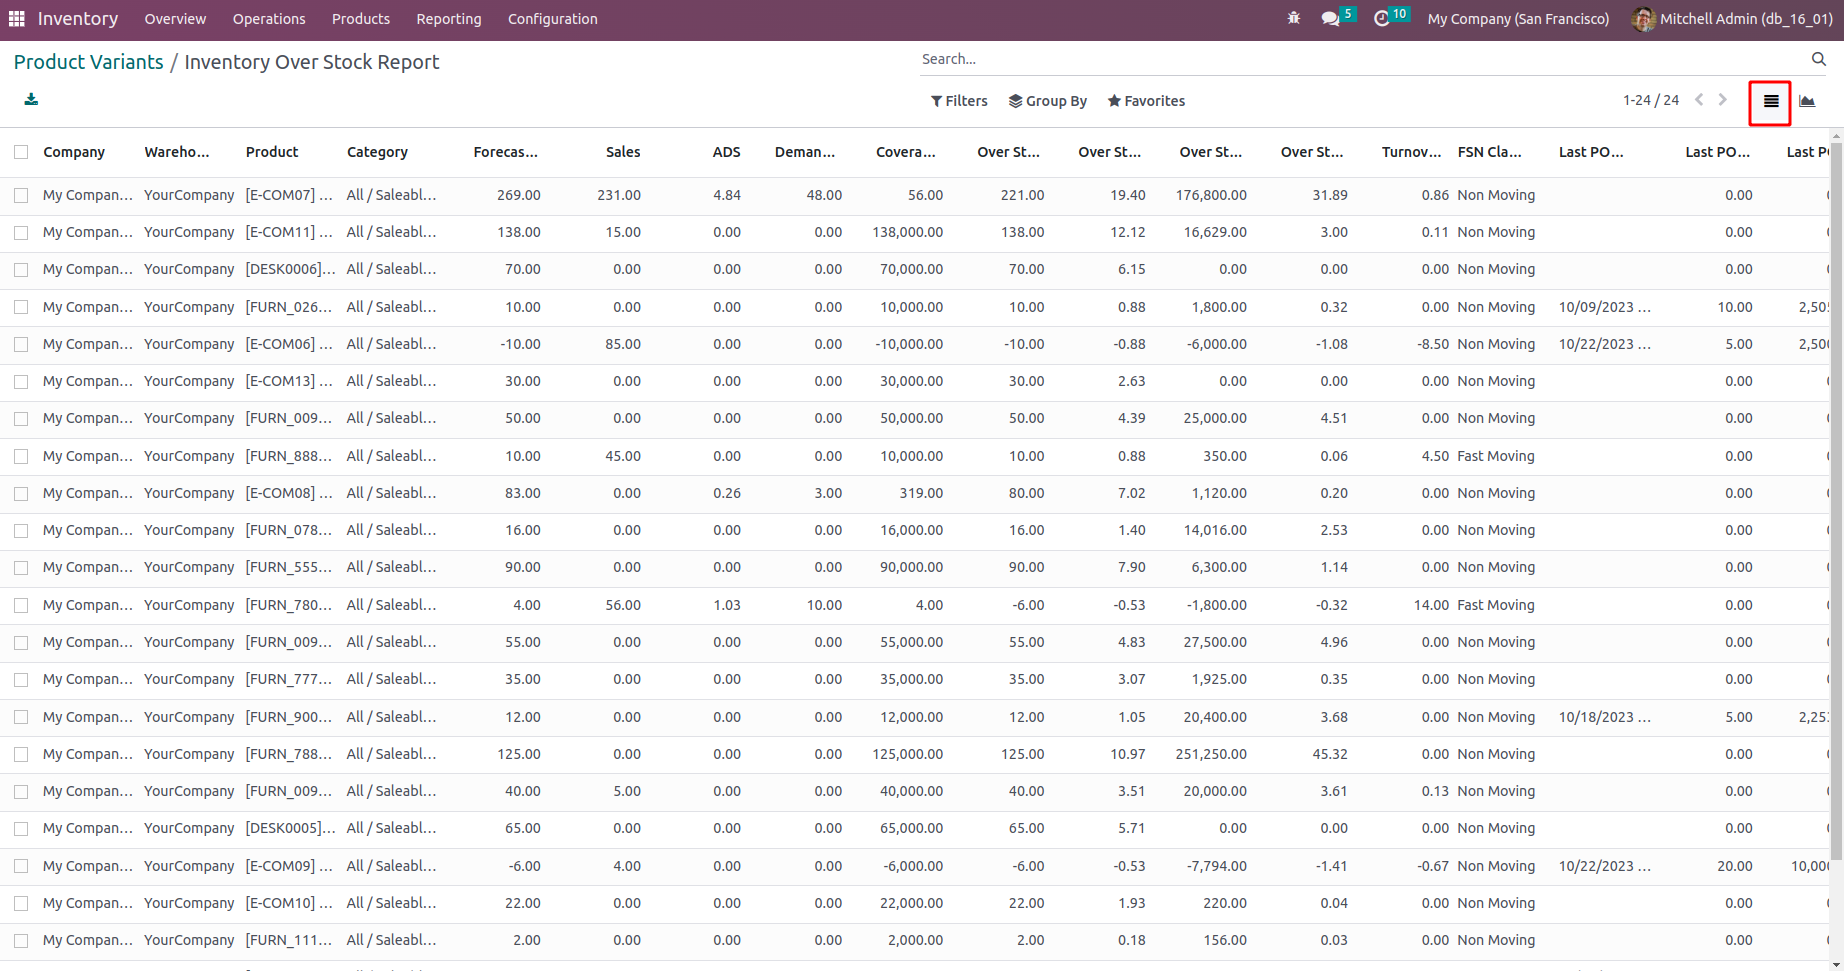 Inventory Overview Operations Products Reporting Configuration 5 10 My Company (San Francisco) Mitchell Admin (db_16_01)
Product Variants / Inventory Over Stock Report Search...
Filters Group By Favorites 1-24 / 24
Company Wareho... Product Category Forecas... Sales ADS Deman... Covera... Over St... Over St... Over St... Over St... Turnov... FSN Cla... Last PO... Last PO... Last P
My Compan... YourCompany [E-COM07] ... All / Saleabl... 269.00 231.00 4.84 48.00 56.00 221.00 19.40 176,800.00 31.89 0.86 Non Moving 0.00
My Compan... YourCompany [E-COM11] ... All / Saleabl... 138.00 15.00 0.00 0.00 138,000.00 138.00 12.12 16,629.00 3.00 0.11 Non Moving 0.00
My Compan... YourCompany [DESK0006]... All / Saleabl... 70.00 0.00 0.00 0.00 70,000.00 70.00 6.15 0.00 0.00 0.00 Non Moving 0.00
My Compan... YourCompany [FURN_026... All / Saleabl... 10.00 0.00 0.00 0.00 10,000.00 10.00 0.88 1,800.00 0.32 0.00 Non Moving 10/09/2023 ... 10.00 2,505
My Compan... YourCompany [E-COM06] ... All / Saleabl... -10.00 85.00 0.00 0.00 -10,000.00 -10.00 -0.88 -6,000.00 -1.08 -8.50 Non Moving 10/22/2023 ... 5.00 2,500
My Compan... YourCompany [E-COM13] ... All / Saleabl... 30.00 0.00 0.00 0.00 30,000.00 30.00 2.63 0.00 0.00 0.00 Non Moving 0.00
My Compan... YourCompany [FURN_009... All / Saleabl... 50.00 0.00 0.00 0.00 50,000.00 50.00 4.39 25,000.00 4.51 0.00 Non Moving 0.00
My Compan... YourCompany [FURN_888... All / Saleabl... 10.00 45.00 0.00 0.00 10,000.00 10.00 0.88 350.00 0.06 4.50 Fast Moving 0.00
My Compan... YourCompany [E-COM08] ... All / Saleabl... 83.00 0.00 0.26 3.00 319.00 80.00 7.02 1,120.00 0.20 0.00 Non Moving 0.00
My Compan... YourCompany [FURN_078... All / Saleabl... 16.00 0.00 0.00 0.00 16,000.00 16.00 1.40 14,016.00 2.53 0.00 Non Moving 0.00
My Compan... YourCompany [FURN_555... All / Saleabl... 90.00 0.00 0.00 0.00 90,000.00 90.00 7.90 6,300.00 1.14 0.00 Non Moving 0.00
My Compan... YourCompany [FURN_780... All / Saleabl... 4.00 56.00 1.03 10.00 4.00 -6.00 -0.53 -1,800.00 -0.32 14.00 Fast Moving 0.00
My Compan... YourCompany [FURN_009... All / Saleabl... 55.00 0.00 0.00 0.00 55,000.00 55.00 4.83 27,500.00 4.96 0.00 Non Moving 0.00
My Compan... YourCompany [FURN_777... All / Saleabl... 35.00 0.00 0.00 0.00 35,000.00 35.00 3.07 1,925.00 0.35 0.00 Non Moving 0.00
My Compan... YourCompany [FURN_900... All / Saleabl... 12.00 0.00 0.00 0.00 12,000.00 12.00 1.05 20,400.00 3.68 0.00 Non Moving 10/18/2023 ... 5.00 2,25
My Compan... YourCompany [FURN_788... All / Saleabl... 125.00 0.00 0.00 0.00 125,000.00 125.00 10.97 251,250.00 45.32 0.00 Non Moving 0.00
My Compan... YourCompany [FURN_009... All / Saleabl... 40.00 5.00 0.00 0.00 40,000.00 40.00 3.51 20,000.00 3.61 0.13 Non Moving 0.00
My Compan... YourCompany [DESK0005]... All / Saleabl... 65.00 0.00 0.00 0.00 65,000.00 65.00 5.71 0.00 0.00 0.00 Non Moving 0.00
My Compan... YourCompany [E-COM09] ... All / Saleabl... -6.00 4.00 0.00 0.00 -6,000.00 -6.00 -0.53 -7,794.00 -1.41 -0.67 Non Moving 10/22/2023 ... 20.00 10,000
My Compan... YourCompany [E-COM10] ... All / Saleabl... 22.00 0.00 0.00 0.00 22,000.00 22.00 1.93 220.00 0.04 0.00 Non Moving 0.00
My Compan... YourCompany [FURN_111... All / Saleabl... 2.00 0.00 0.00 0.00 2,000.00 2.00 0.18 156.00 0.03 0.00 Non Moving 0.00